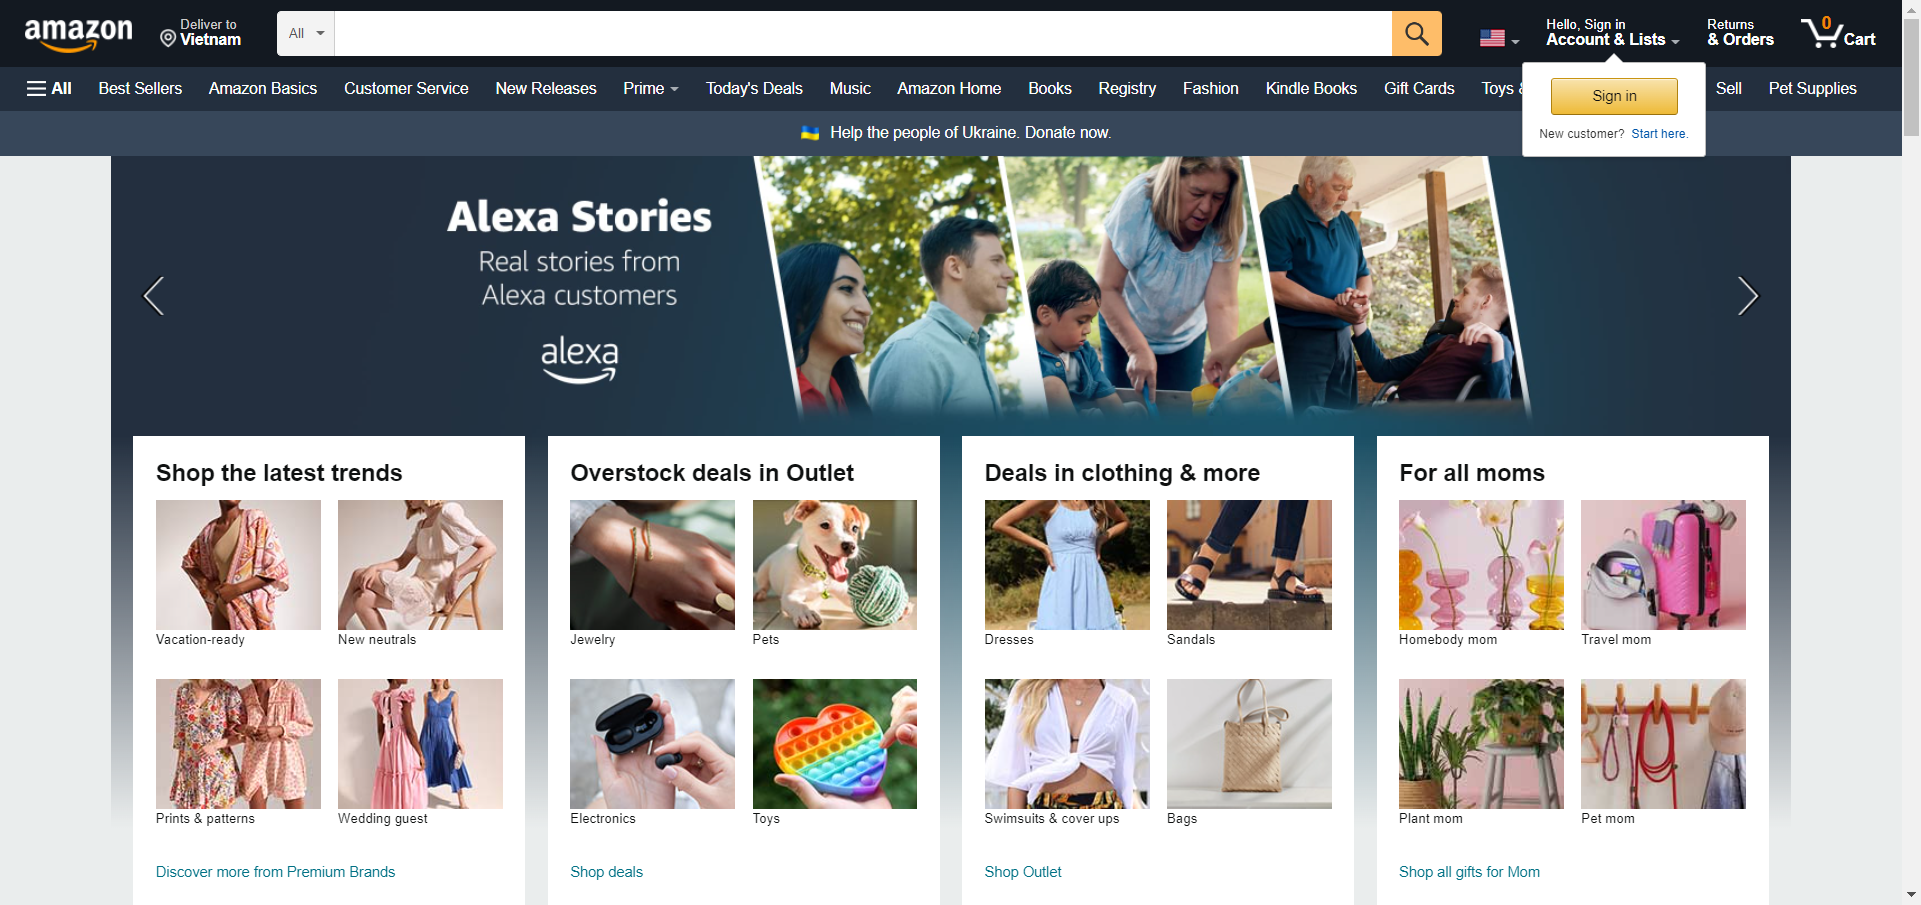 amazon
Deliver to
Vietnam
All
Hello, Sign in
Account & Lists
Returns
& Orders
0
Cart
All
Best Sellers
Amazon Basics
Customer Service
New Releases
Prime
Today's Deals
Music
Amazon Home
Books
Registry
Fashion
Kindle Books
Gift Cards
Toys &
Sell
Pet Supplies
Sign in
New customer? Start here.
Help the people of Ukraine. Donate now.
Alexa Stories
Real stories from
Alexa customers
alexa
Shop the latest trends
Vacation-ready
New neutrals
Prints & patterns
Wedding guest
Discover more from Premium Brands
Overstock deals in Outlet
Jewelry
Pets
Electronics
Toys
Shop deals
Deals in clothing & more
Dresses
Sandals
Swimsuits & cover ups
Bags
Shop Outlet
For all moms
Homebody mom
Travel mom
Plant mom
Pet mom
Shop all gifts for Mom